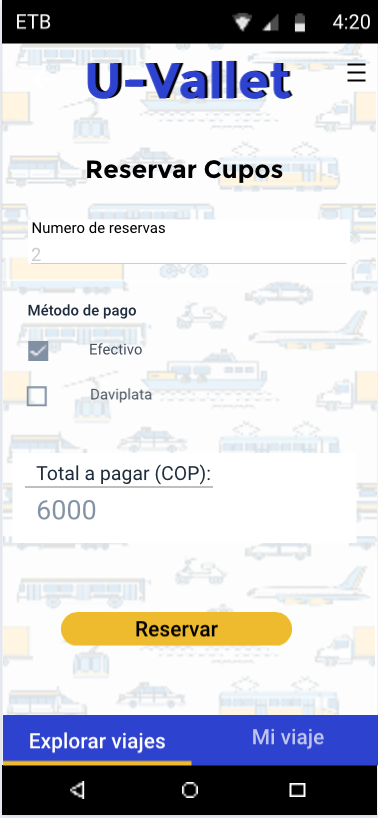 ETB 4:20
U-Vallet
Reservar Cupos
Numero de reservas
2
Método de pago
Efectivo
Daviplata
Total a pagar (COP):
6000
Reservar
Explorar viajes Mi viaje